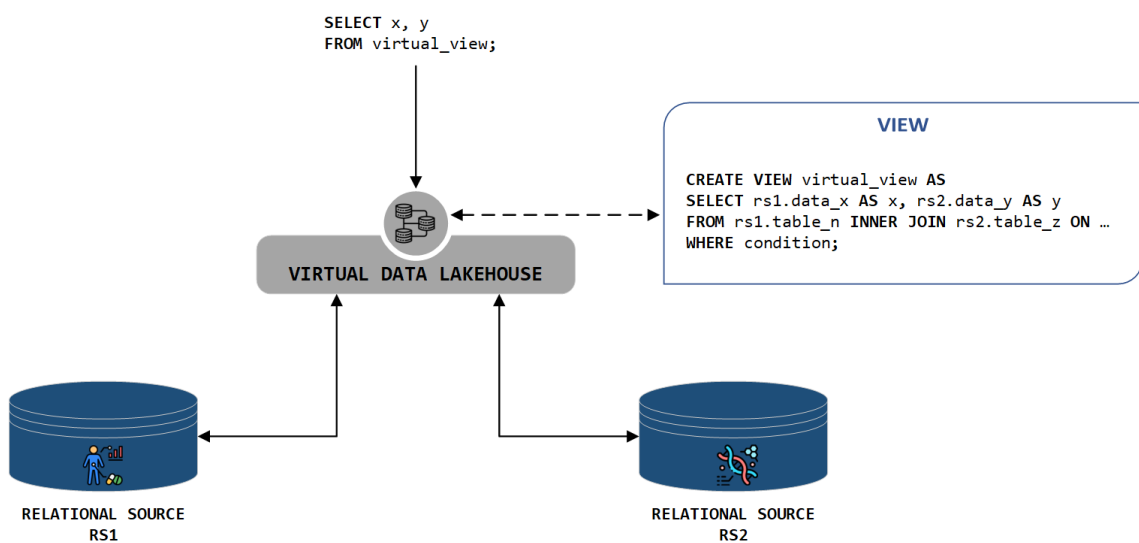 SELECT x, y
FROM virtual_view;
VIEW
CREATE VIEW virtual_view AS
SELECT rs1.data_x AS x, rs2.data_y AS y
FROM rs1.table_n INNER JOIN rs2.table_z ON …
WHERE condition;
VIRTUAL DATA LAKEHOUSE
RELATIONAL SOURCE
RS1
RELATIONAL SOURCE
RS2